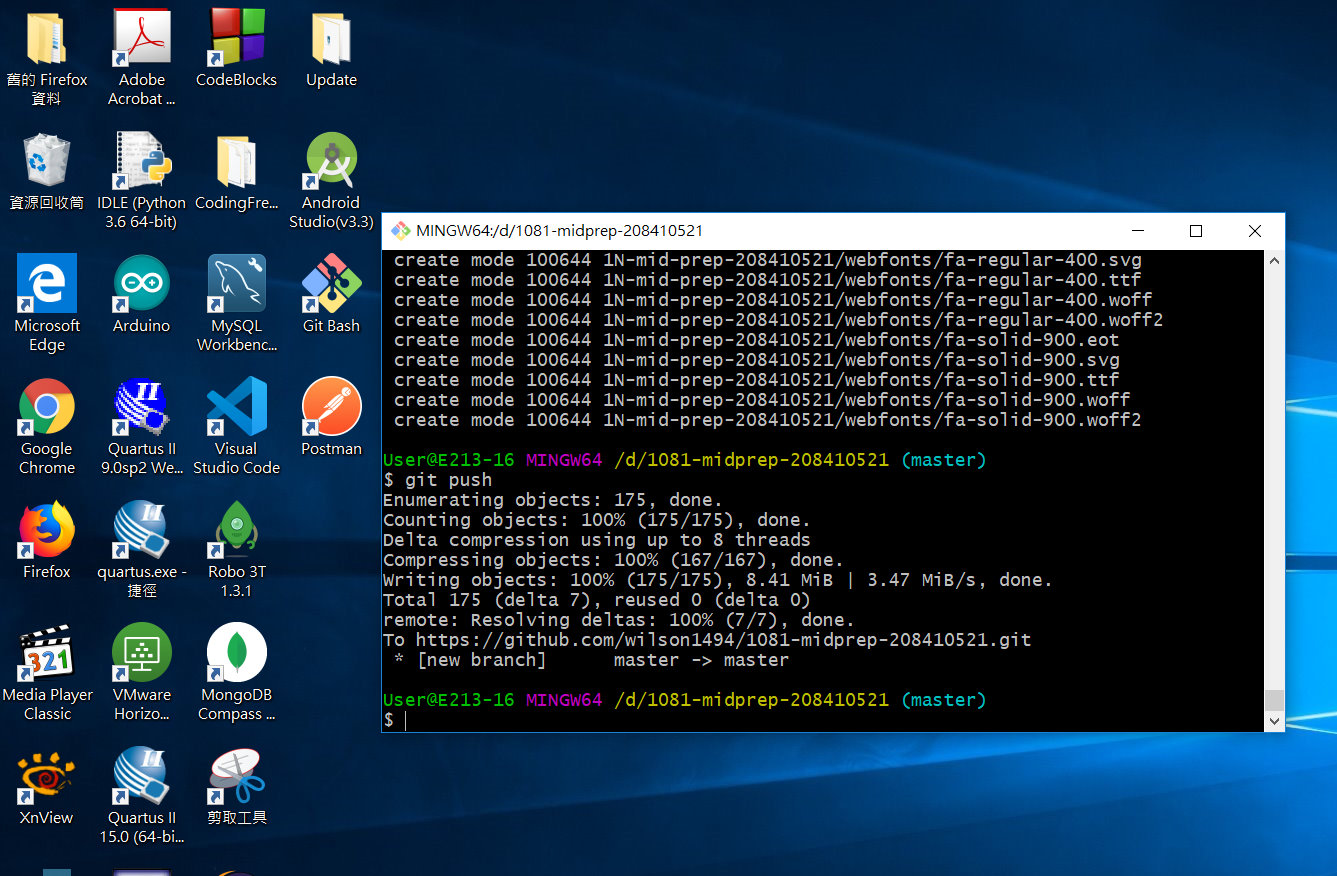 舊的 Firefox
資料
Adobe
Acrobat ...
CodeBlocks
Update
資源回收筒
IDLE (Python
3.6 64-bit)
CodingFre...
Android
Studio(v3.3)
Microsoft
Edge
Arduino
MySQL
Workbenc...
Git Bash
Google
Chrome
Quartus II
9.0sp2 We...
Visual
Studio Code
Postman
Firefox
quartus.exe -
捷徑
Robo 3T
1.3.1
321
Media Player
Classic
VMware
Horizo...
MongoDB
Compass ...
XnView
Quartus II
15.0 (64-bi...
剪取工具
MINGW64:/d/1081-midprep-208410521
create mode 100644 1N-mid-prep-208410521/webfonts/fa-regular-400.svg
create mode 100644 1N-mid-prep-208410521/webfonts/fa-regular-400.ttf
create mode 100644 1N-mid-prep-208410521/webfonts/fa-regular-400.woff
create mode 100644 1N-mid-prep-208410521/webfonts/fa-regular-400.woff2
create mode 100644 1N-mid-prep-208410521/webfonts/fa-solid-900.eot
create mode 100644 1N-mid-prep-208410521/webfonts/fa-solid-900.svg
create mode 100644 1N-mid-prep-208410521/webfonts/fa-solid-900.ttf
create mode 100644 1N-mid-prep-208410521/webfonts/fa-solid-900.woff
create mode 100644 1N-mid-prep-208410521/webfonts/fa-solid-900.woff2
User@E213-16 MINGW64 /d/1081-midprep-208410521 (master)
$ git push
Enumerating objects: 175, done.
Counting objects: 100% (175/175), done.
Delta compression using up to 8 threads
Compressing objects: 100% (167/167), done.
Writing objects: 100% (175/175), 8.41 MiB | 3.47 MiB/s, done.
Total 175 (delta 7), reused 0 (delta 0)
remote: Resolving deltas: 100% (7/7), done.
To https://github.com/wilson1494/1081-midprep-208410521.git
* [new branch] master -> master
User@E213-16 MINGW64 /d/1081-midprep-208410521 (master)
$